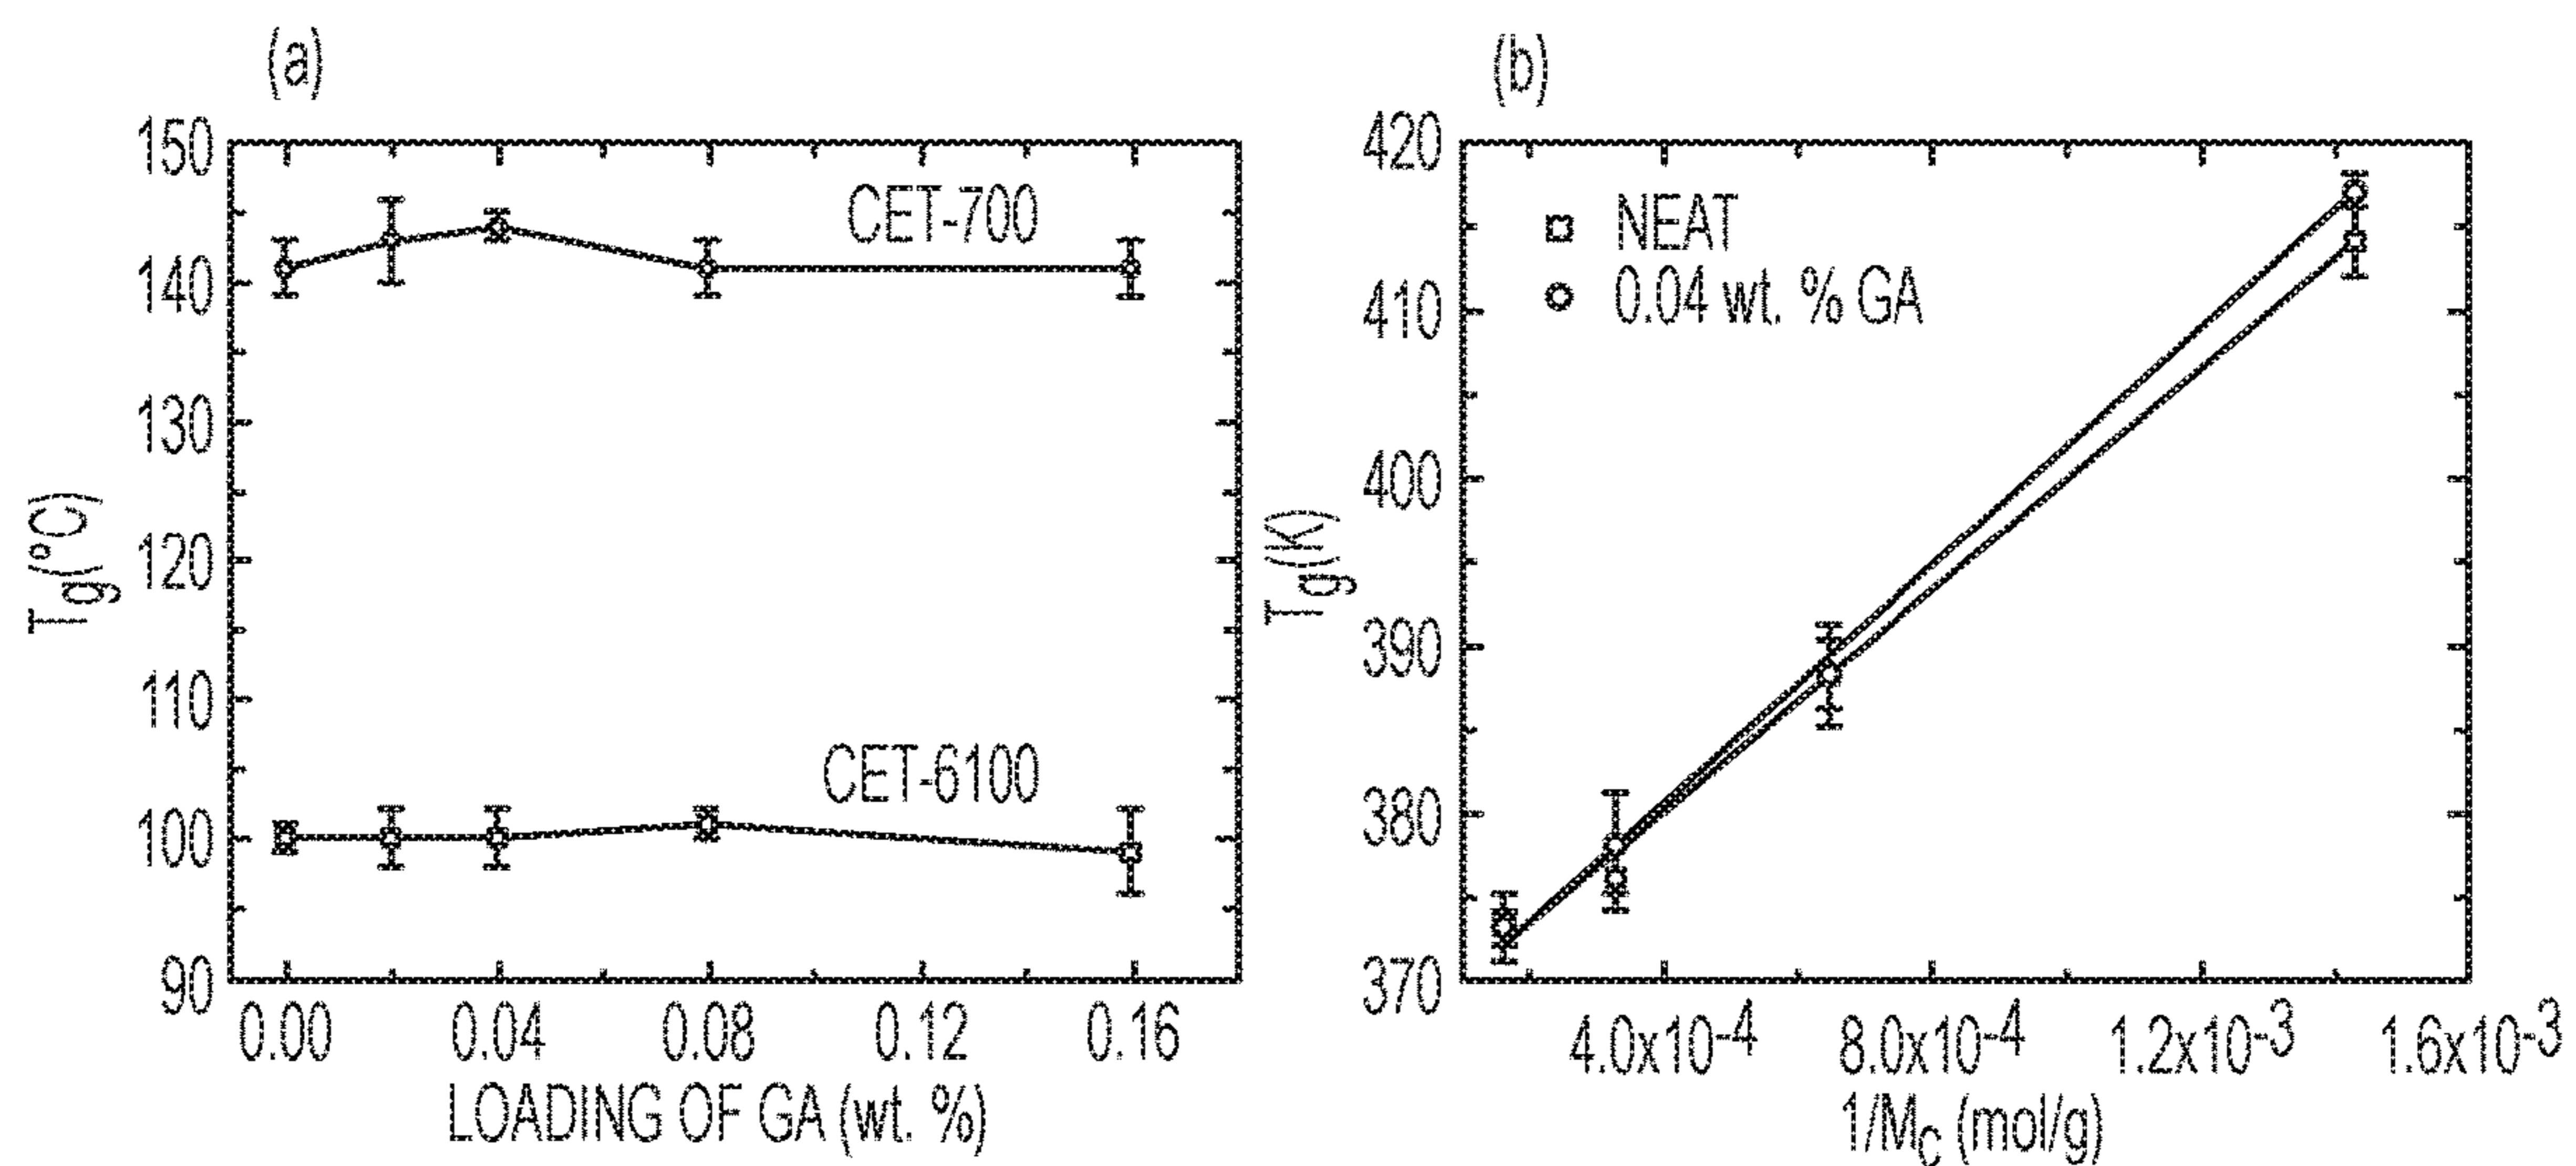 (a)
150
140
130
120
110
100
90
Tg(°C)
CET-700
CET-6100
0.00 0.04 0.08 0.12 0.16
LOADING OF GA (wt. %)
(b)
420
410
400
390
380
370
Tg(K)
NEAT
0.04 wt. % GA
4.0x10-4 8.0x10-4 1.2x10-3 1.6x10-3
1/Mc (mol/g)